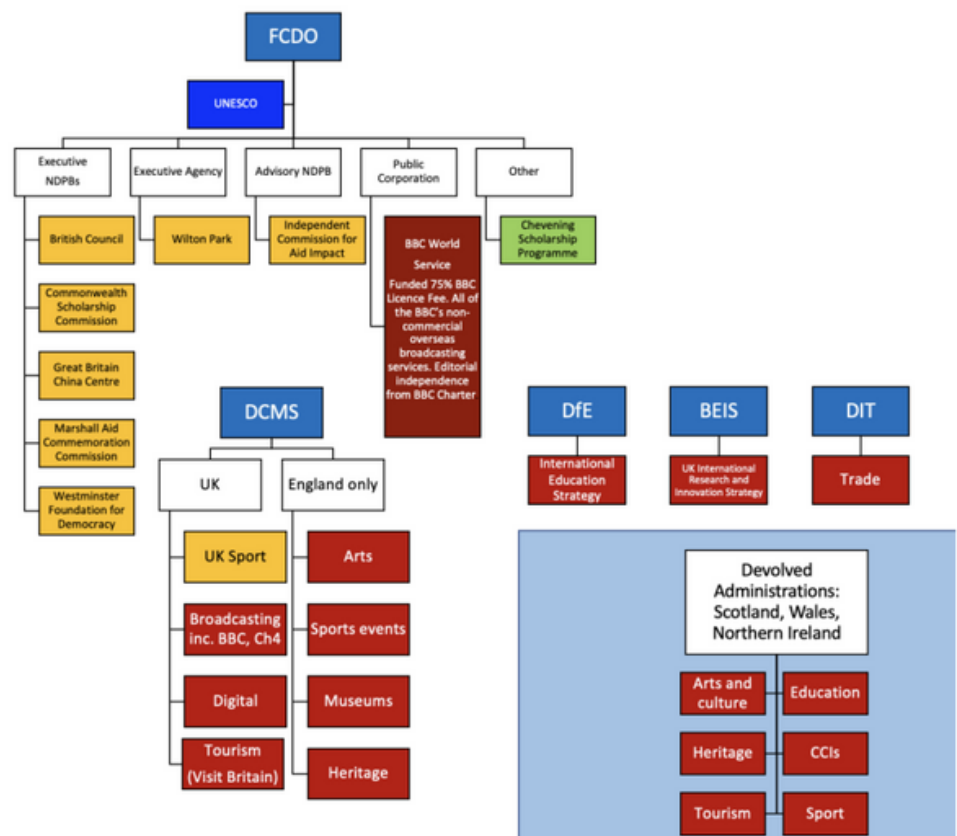 FCDO
UNESCO
Executive
NDPBs
Executive Agency
Advisory NDPB
Public
Corporation
Other
British Council
Wilton Park
Independent
Commission for
Aid Impact
BBC World
Service
Funded 75% BBC
Licence Fee. All of
the BBC's non-
commercial
overseas
broadcasting
services. Editorial
independence
from BBC Charter
Chevening
Scholarship
Programme
Commonwealth
Scholarship
Commission
Great Britain
China Centre
Marshall Aid
Commemoration
Commission
Westminster
Foundation for
Democracy
DCMS
UK
England only
UK Sport
Arts
Broadcasting
inc. BBC, Ch4
Sports events
Digital
Museums
Tourism
(Visit Britain)
Heritage
DfE
BEIS
DIT
International
Education
Strategy
UK International
Research and
Innovation Strategy
Trade
Devolved
Administrations:
Scotland, Wales,
Northern Ireland
Arts and
culture
Education
Heritage
CCIs
Tourism
Sport